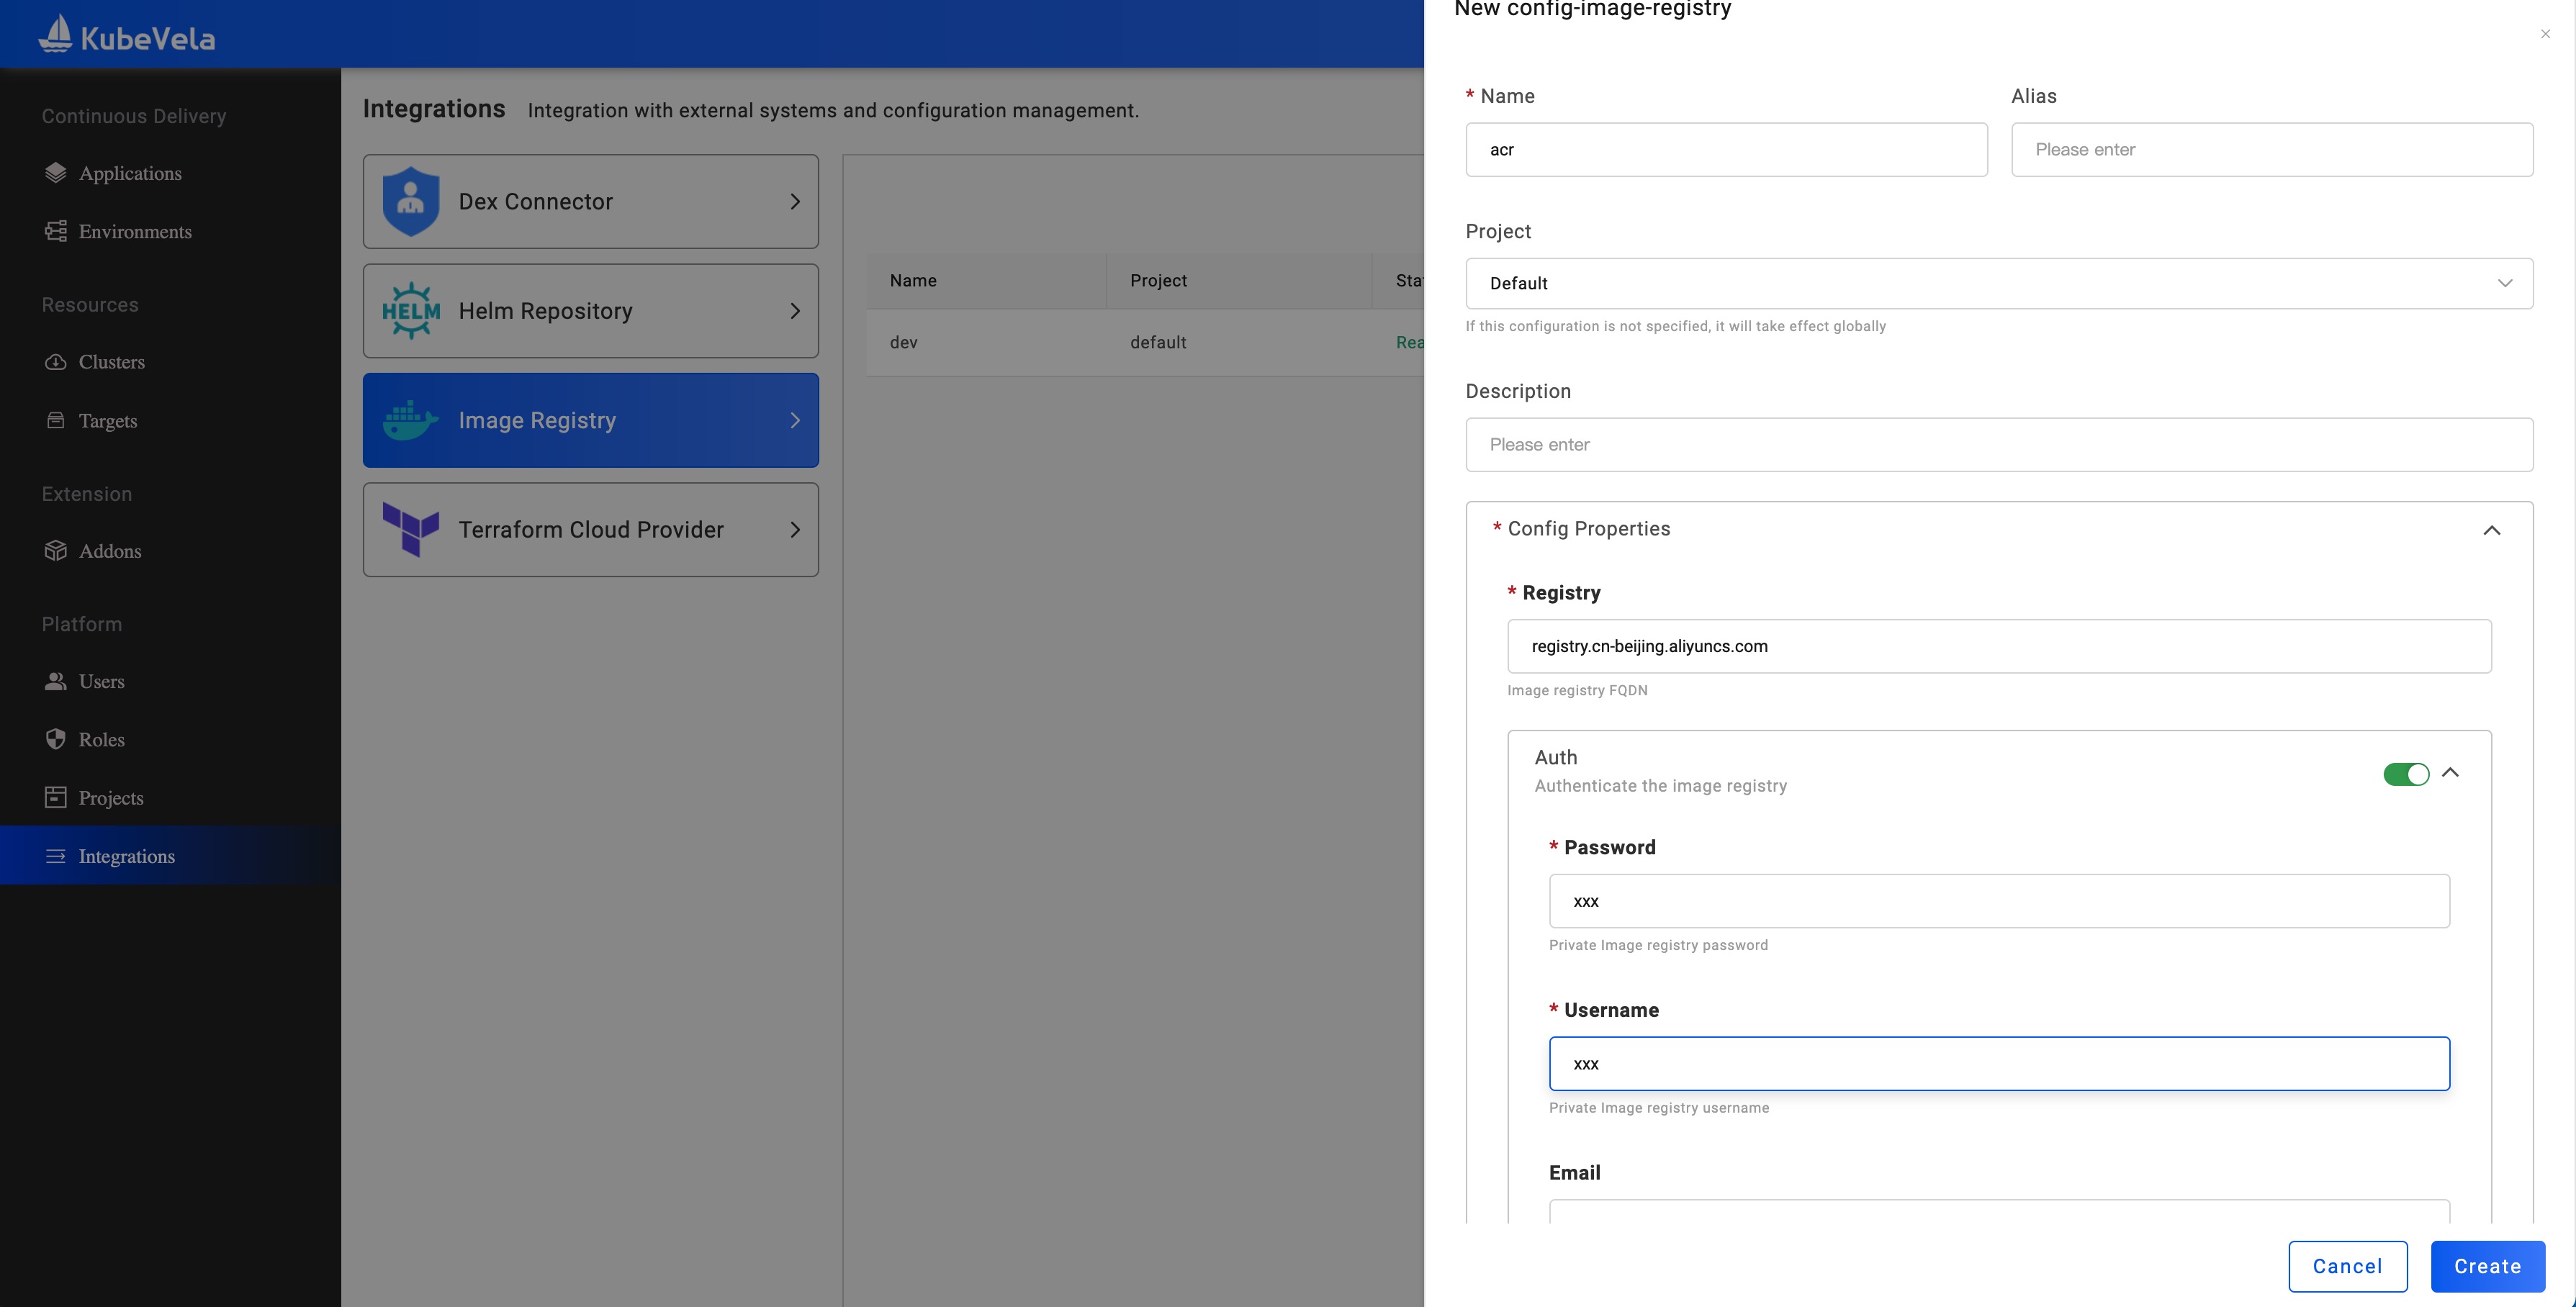 KubeVela
Continuous Delivery
Applications
Environments
Resources
Clusters
Targets
Extension
Addons
Platform
Users
Roles
Projects
Integrations
Integrations Integration with external systems and configuration management.
Dex Connector
HELM
Helm Repository
Image Registry
Terraform Cloud Provider
Name Project Sta
dev default Rea
New config-image-registry
* Name Alias
acr Please enter
Project
Default
If this configuration is not specified, it will take effect globally
Description
Please enter
* Config Properties
* Registry
registry.cn-beijing.aliyuncs.com
Image registry FQDN
Auth
Authenticate the image registry
* Password
xxx
Private Image registry password
* Username
xxx
Private Image registry username
Email
Cancel Create